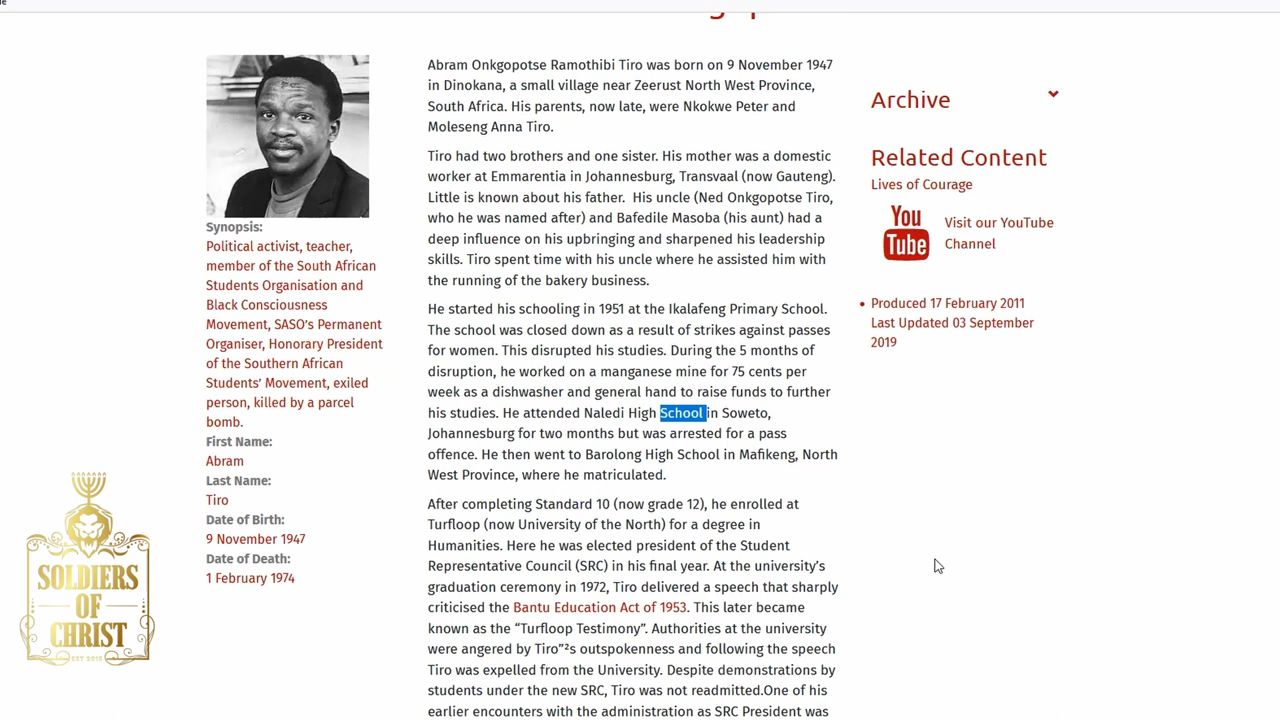 Abram Onkgopotse Ramothibi Tiro was born on 9 November 1947
in Dinokana, a small village near Zeerust North West Province,
South Africa. His parents, now late, were Nkokwe Peter and
Moleseng Anna Tiro.
Tiro had two brothers and one sister. His mother was a domestic
worker at Emmarentia in Johannesburg, Transvaal (now Gauteng).
Little is known about his father.  His uncle (Ned Onkgopotse Tiro,
who he was named after) and Bafedile Masoba (his aunt) had a
deep influence on his upbringing and sharpened his leadership
skills. Tiro spent time with his uncle where he assisted him with
the running of the bakery business.
He started his schooling in 1951 at the Ikalafeng Primary School.
The school was closed down as a result of strikes against passes
for women. This disrupted his studies. During the 5 months of
disruption, he worked on a manganese mine for 75 cents per
week as a dishwasher and general hand to raise funds to further
his studies. He attended Naledi High School in Soweto,
Johannesburg for two months but was arrested for a pass
offence. He then went to Barolong High School in Mafikeng, North
West Province, where he matriculated.
After completing Standard 10 (now grade 12), he enrolled at
Turfloop (now University of the North) for a degree in
Humanities. Here he was elected president of the Student
Representative Council (SRC) in his final year. At the university’s
graduation ceremony in 1972, Tiro delivered a speech that sharply
criticised the Bantu Education Act of 1953. This later became
known as the “Turfloop Testimony”. Authorities at the university
were angered by Tiro”²s outspokenness and following the speech
Tiro was expelled from the University. Despite demonstrations by
students under the new SRC, Tiro was not readmitted.One of his
earlier encounters with the administration as SRC President was
Synopsis:
Political activist, teacher,
member of the South African
Students Organisation and
Black Consciousness
Movement, SASO’s Permanent
Organiser, Honorary President
of the Southern African
Students’ Movement, exiled
person, killed by a parcel
bomb.
First Name:
Abram
Last Name:
Tiro
Date of Birth:
9 November 1947
Date of Death:
1 February 1974
Archive
Related Content
Lives of Courage
You
Tube
Visit our YouTube
Channel
Produced 17 February 2011
Last Updated 03 September
2019
SOLDIERS
OF
CHRIST